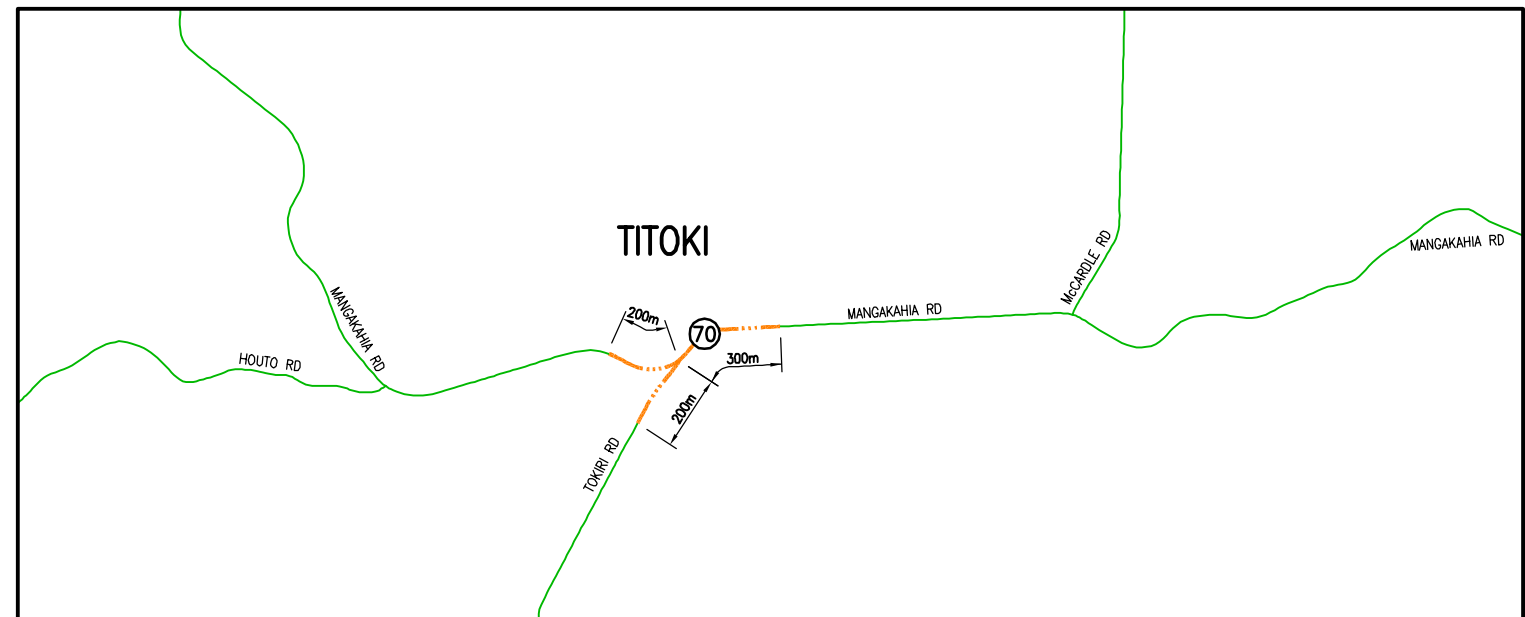 TITOKI
McCARDLE RD
MANGAKAHIA RD
MANGAKAHIA RD
MANGAKAHIA RD
200m
70
300m
HOUTO RD
200m
TOKIRI RD